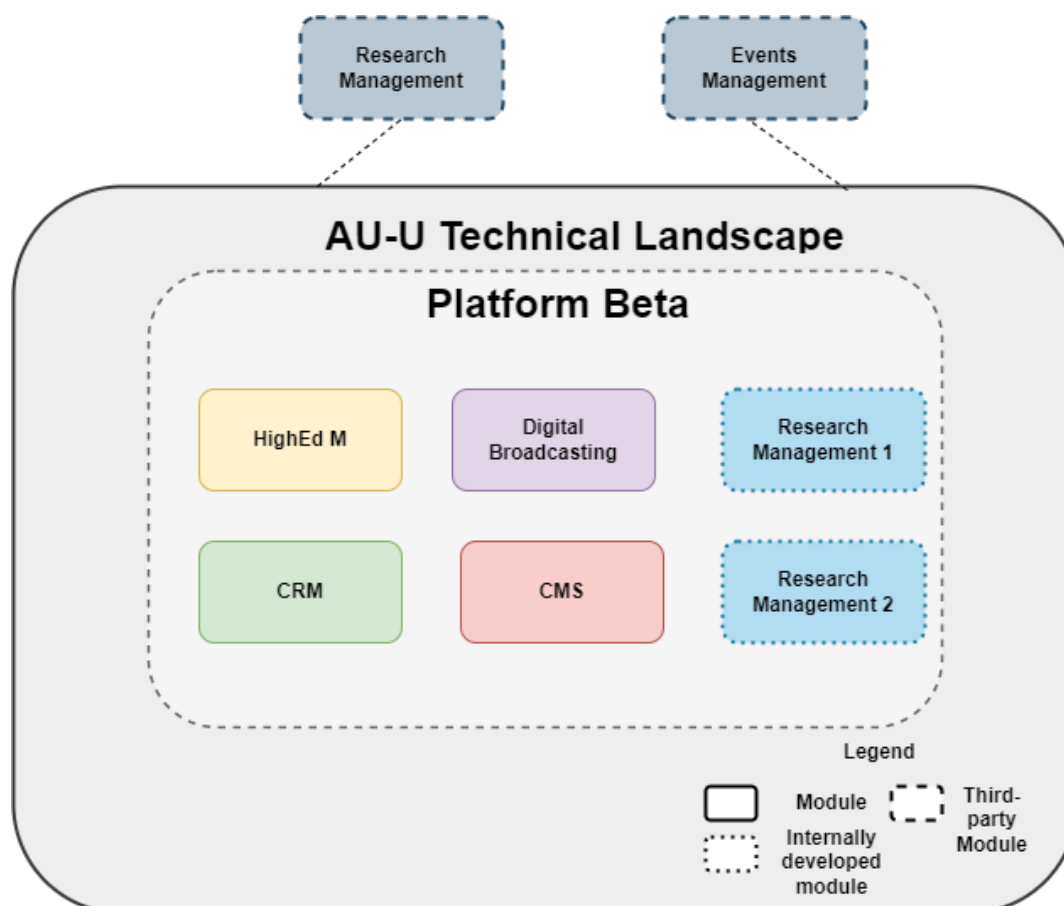 Research
Management
Events
Management
AU-U Technical Landscape
Platform Beta
HighEd M
Digital
Broadcasting
Research
Management 1
CRM
CMS
Research
Management 2
Legend
Module
Third-
party
Module
Internally
developed
module